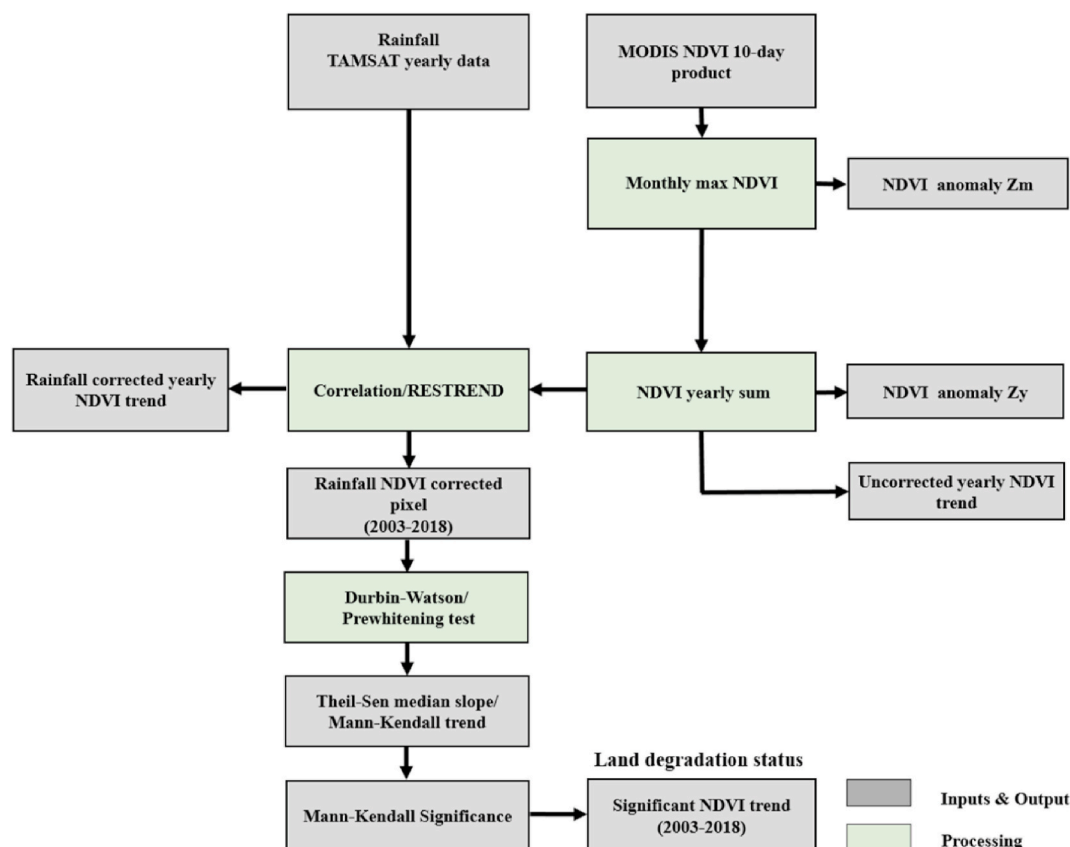 Rainfall
TAMSAT yearly data
MODIS NDVI 10-day
product
Monthly max NDVI
NDVI anomaly Zm
Rainfall corrected yearly
NDVI trend
Correlation/RESTREND
NDVI yearly sum
NDVI anomaly Zy
Rainfall NDVI corrected
pixel
(2003-2018)
Uncorrected yearly NDVI
trend
Durbin-Watson/
Prewhitening test
Theil-Sen median slope/
Mann-Kendall trend
Land degradation status
Mann-Kendall Significance
Significant NDVI trend
(2003-2018)
Inputs & Output
Processing